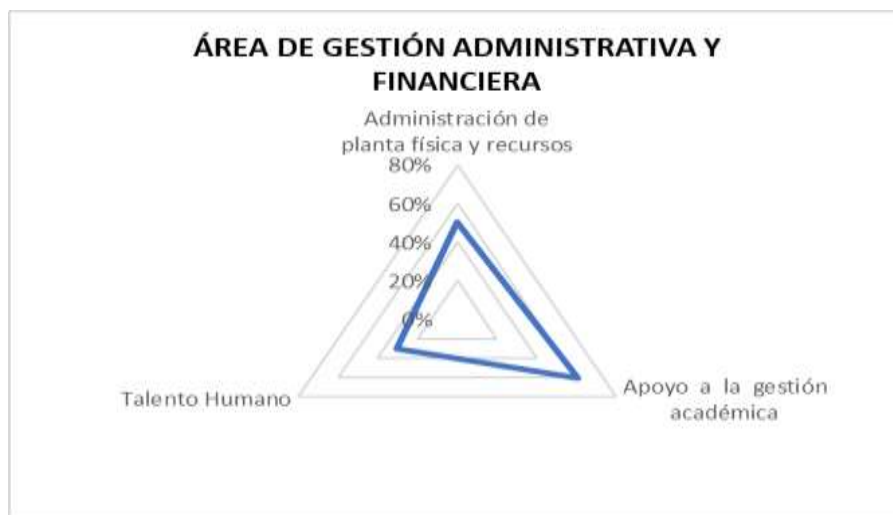 ÁREA DE GESTIÓN ADMINISTRATIVA Y
FINANCIERA
Administración de
planta física y recursos
80%
60%
40%
20%
0%
Talento Humano
Apoyo a la gestión
académica